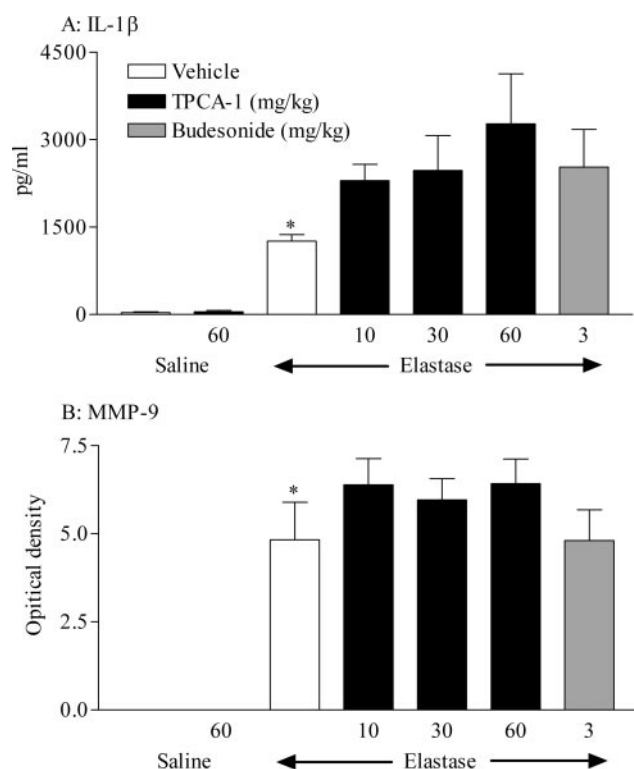 A: IL-1β
4500
3000
1500
0
pg/ml
Vehicle
TPCA-1 (mg/kg)
Budesonide (mg/kg)
*
60 10 30 60 3
Saline Elastase
B: MMP-9
7.5
5.0
2.5
0.0
Opitical density
*
60 10 30 60 3
Saline Elastase